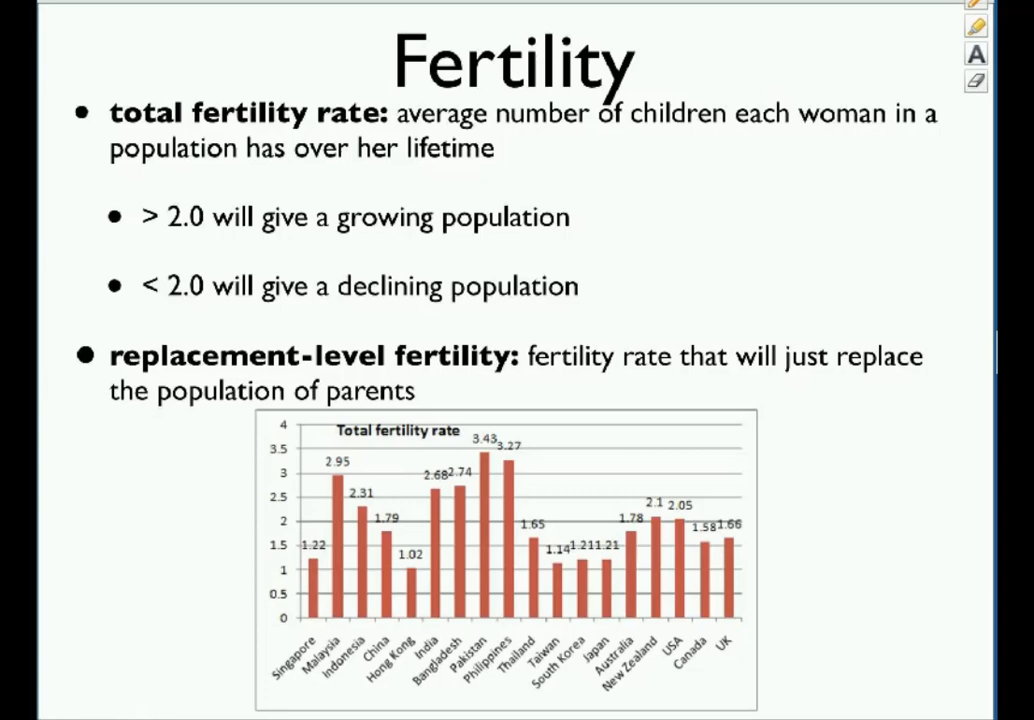 Fertility
• total fertility rate: average number of children each woman in a
population has over her lifetime
• > 2.0 will give a growing population
• < 2.0 will give a declining population
• replacement-level fertility: fertility rate that will just replace
the population of parents
Total fertility rate
4
3.5
3
2.5
2
1.5
1
0.5
0
1.22
2.95
2.31
1.79
1.02
2.68
2.74
3.43
3.27
1.65
1.14
1.21
1.21
1.78
2.1
2.05
1.58
1.66
Singapore
Malaysia
Indonesia
China
Hong Kong
India
Bangladesh
Pakistan
Philippines
Thailand
Taiwan
South Korea
Japan
Australia
New Zealand
USA
Canada
UK
A